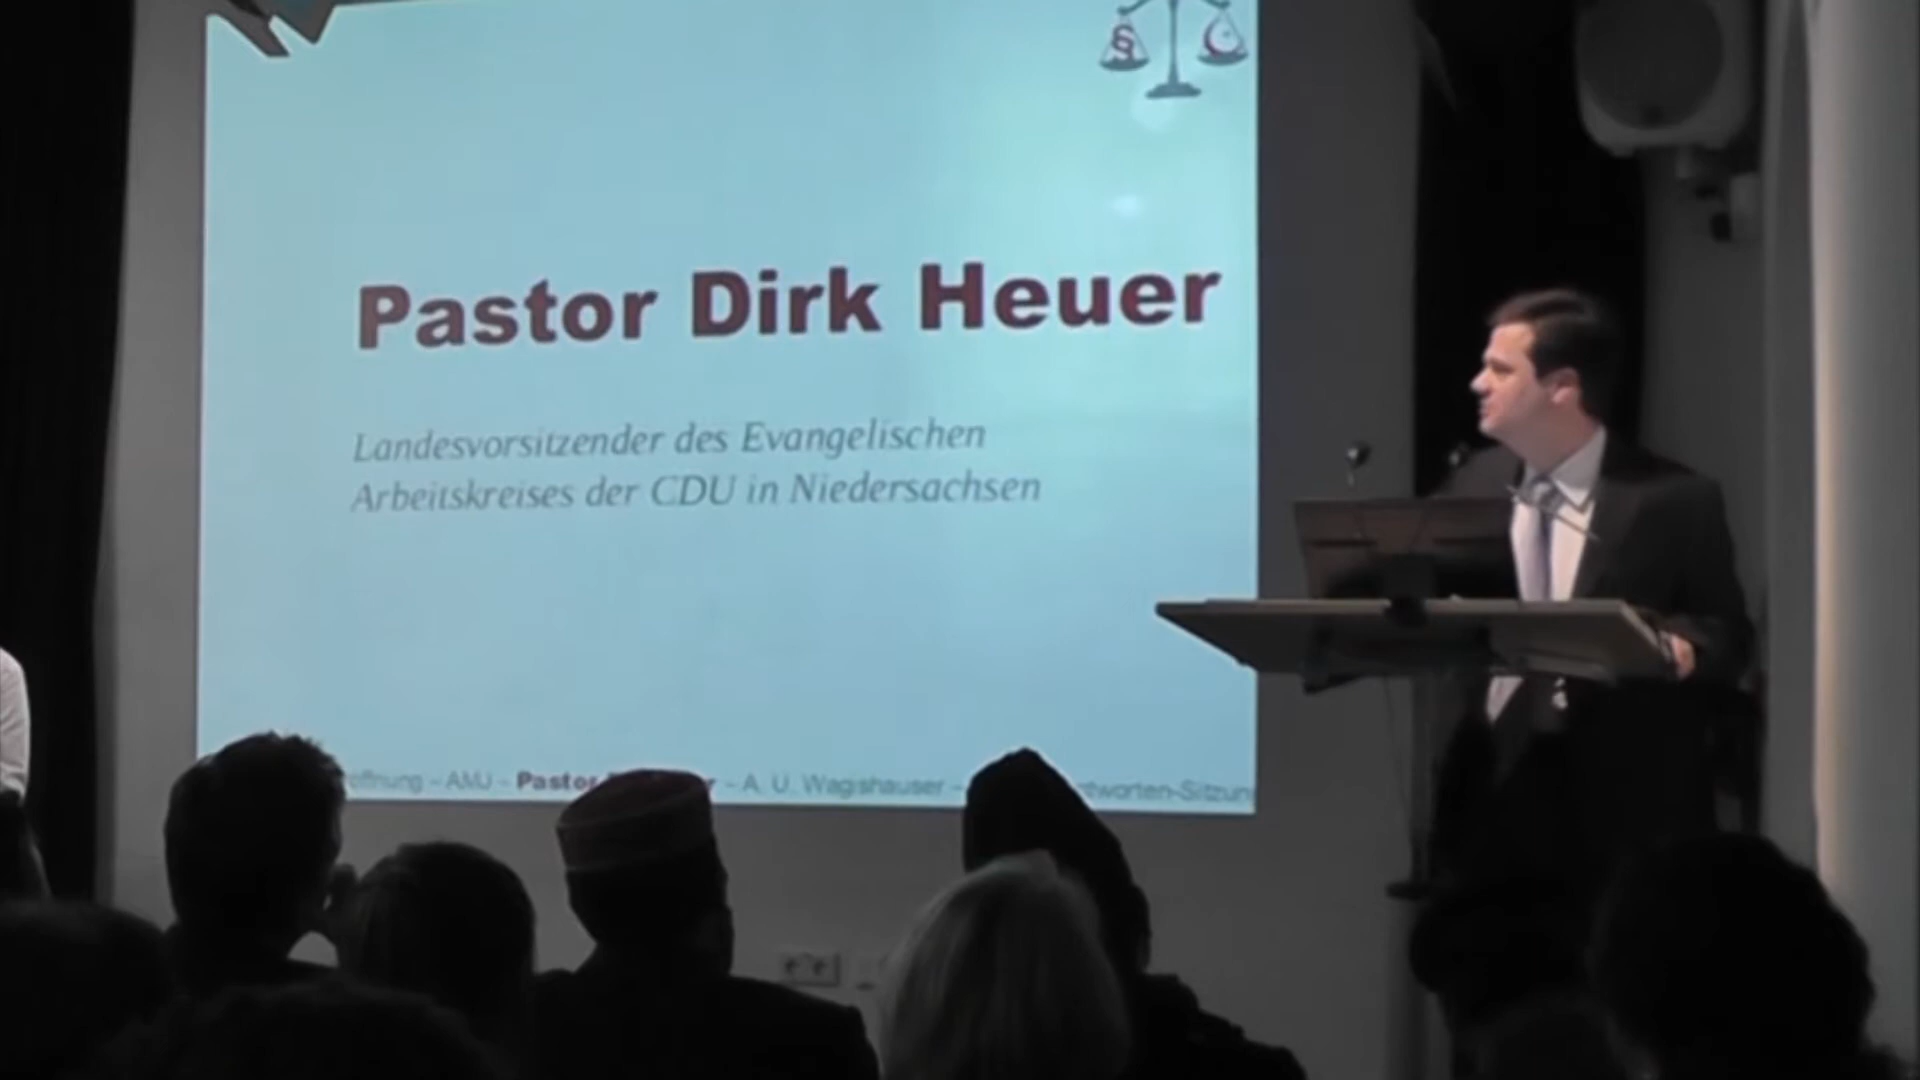 §
Pastor Dirk Heuer
Landesvorsitzender des Evangelischen
Arbeitskreises der CDU in Niedersachsen
– AMJ – Pastor – A. U. Wagishauser –